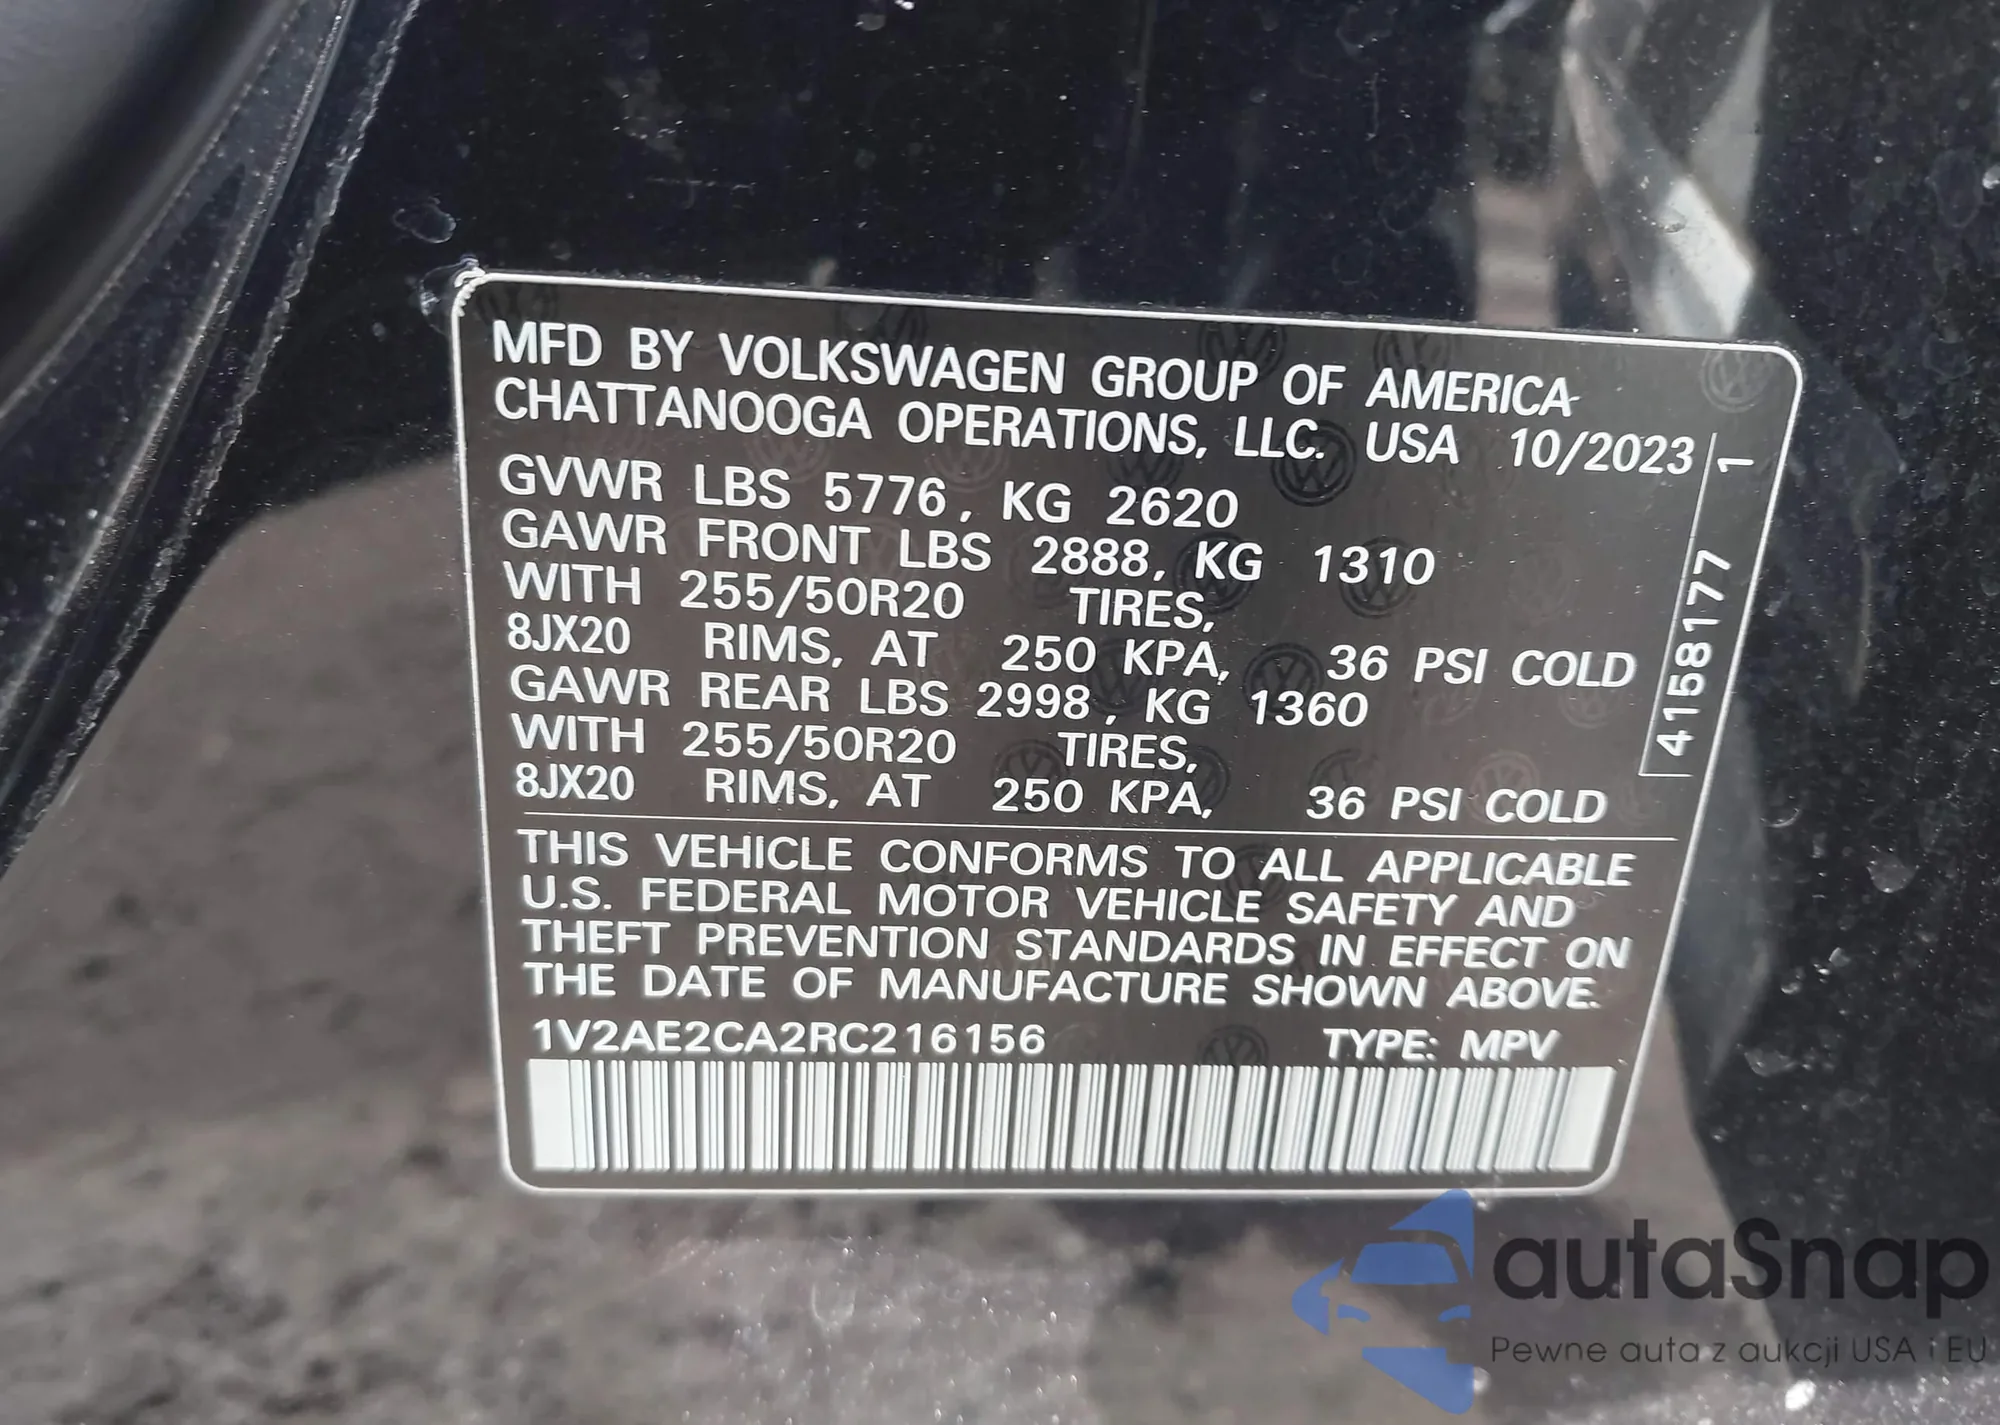 MFD BY VOLKSWAGEN GROUP OF AMERICA
CHATTANOOGA OPERATIONS, LLC. USA 10/2023
GVWR LBS 5776, KG 2620
GAWR FRONT LBS 2888, KG 1310
WITH 255/50R20 TIRES,
8JX20 RIMS, AT 250 KPA, 36 PSI COLD
GAWR REAR LBS 2998, KG 1360
WITH 255/50R20 TIRES,
8JX20 RIMS, AT 250 KPA, 36 PSI COLD
4158177 1
THIS VEHICLE CONFORMS TO ALL APPLICABLE
U.S. FEDERAL MOTOR VEHICLE SAFETY AND
THEFT PREVENTION STANDARDS IN EFFECT ON
THE DATE OF MANUFACTURE SHOWN ABOVE.
1V2AE2CA2RC216156 TYPE: MPV
autaSnap
Pewne auta z aukcji USA i EU